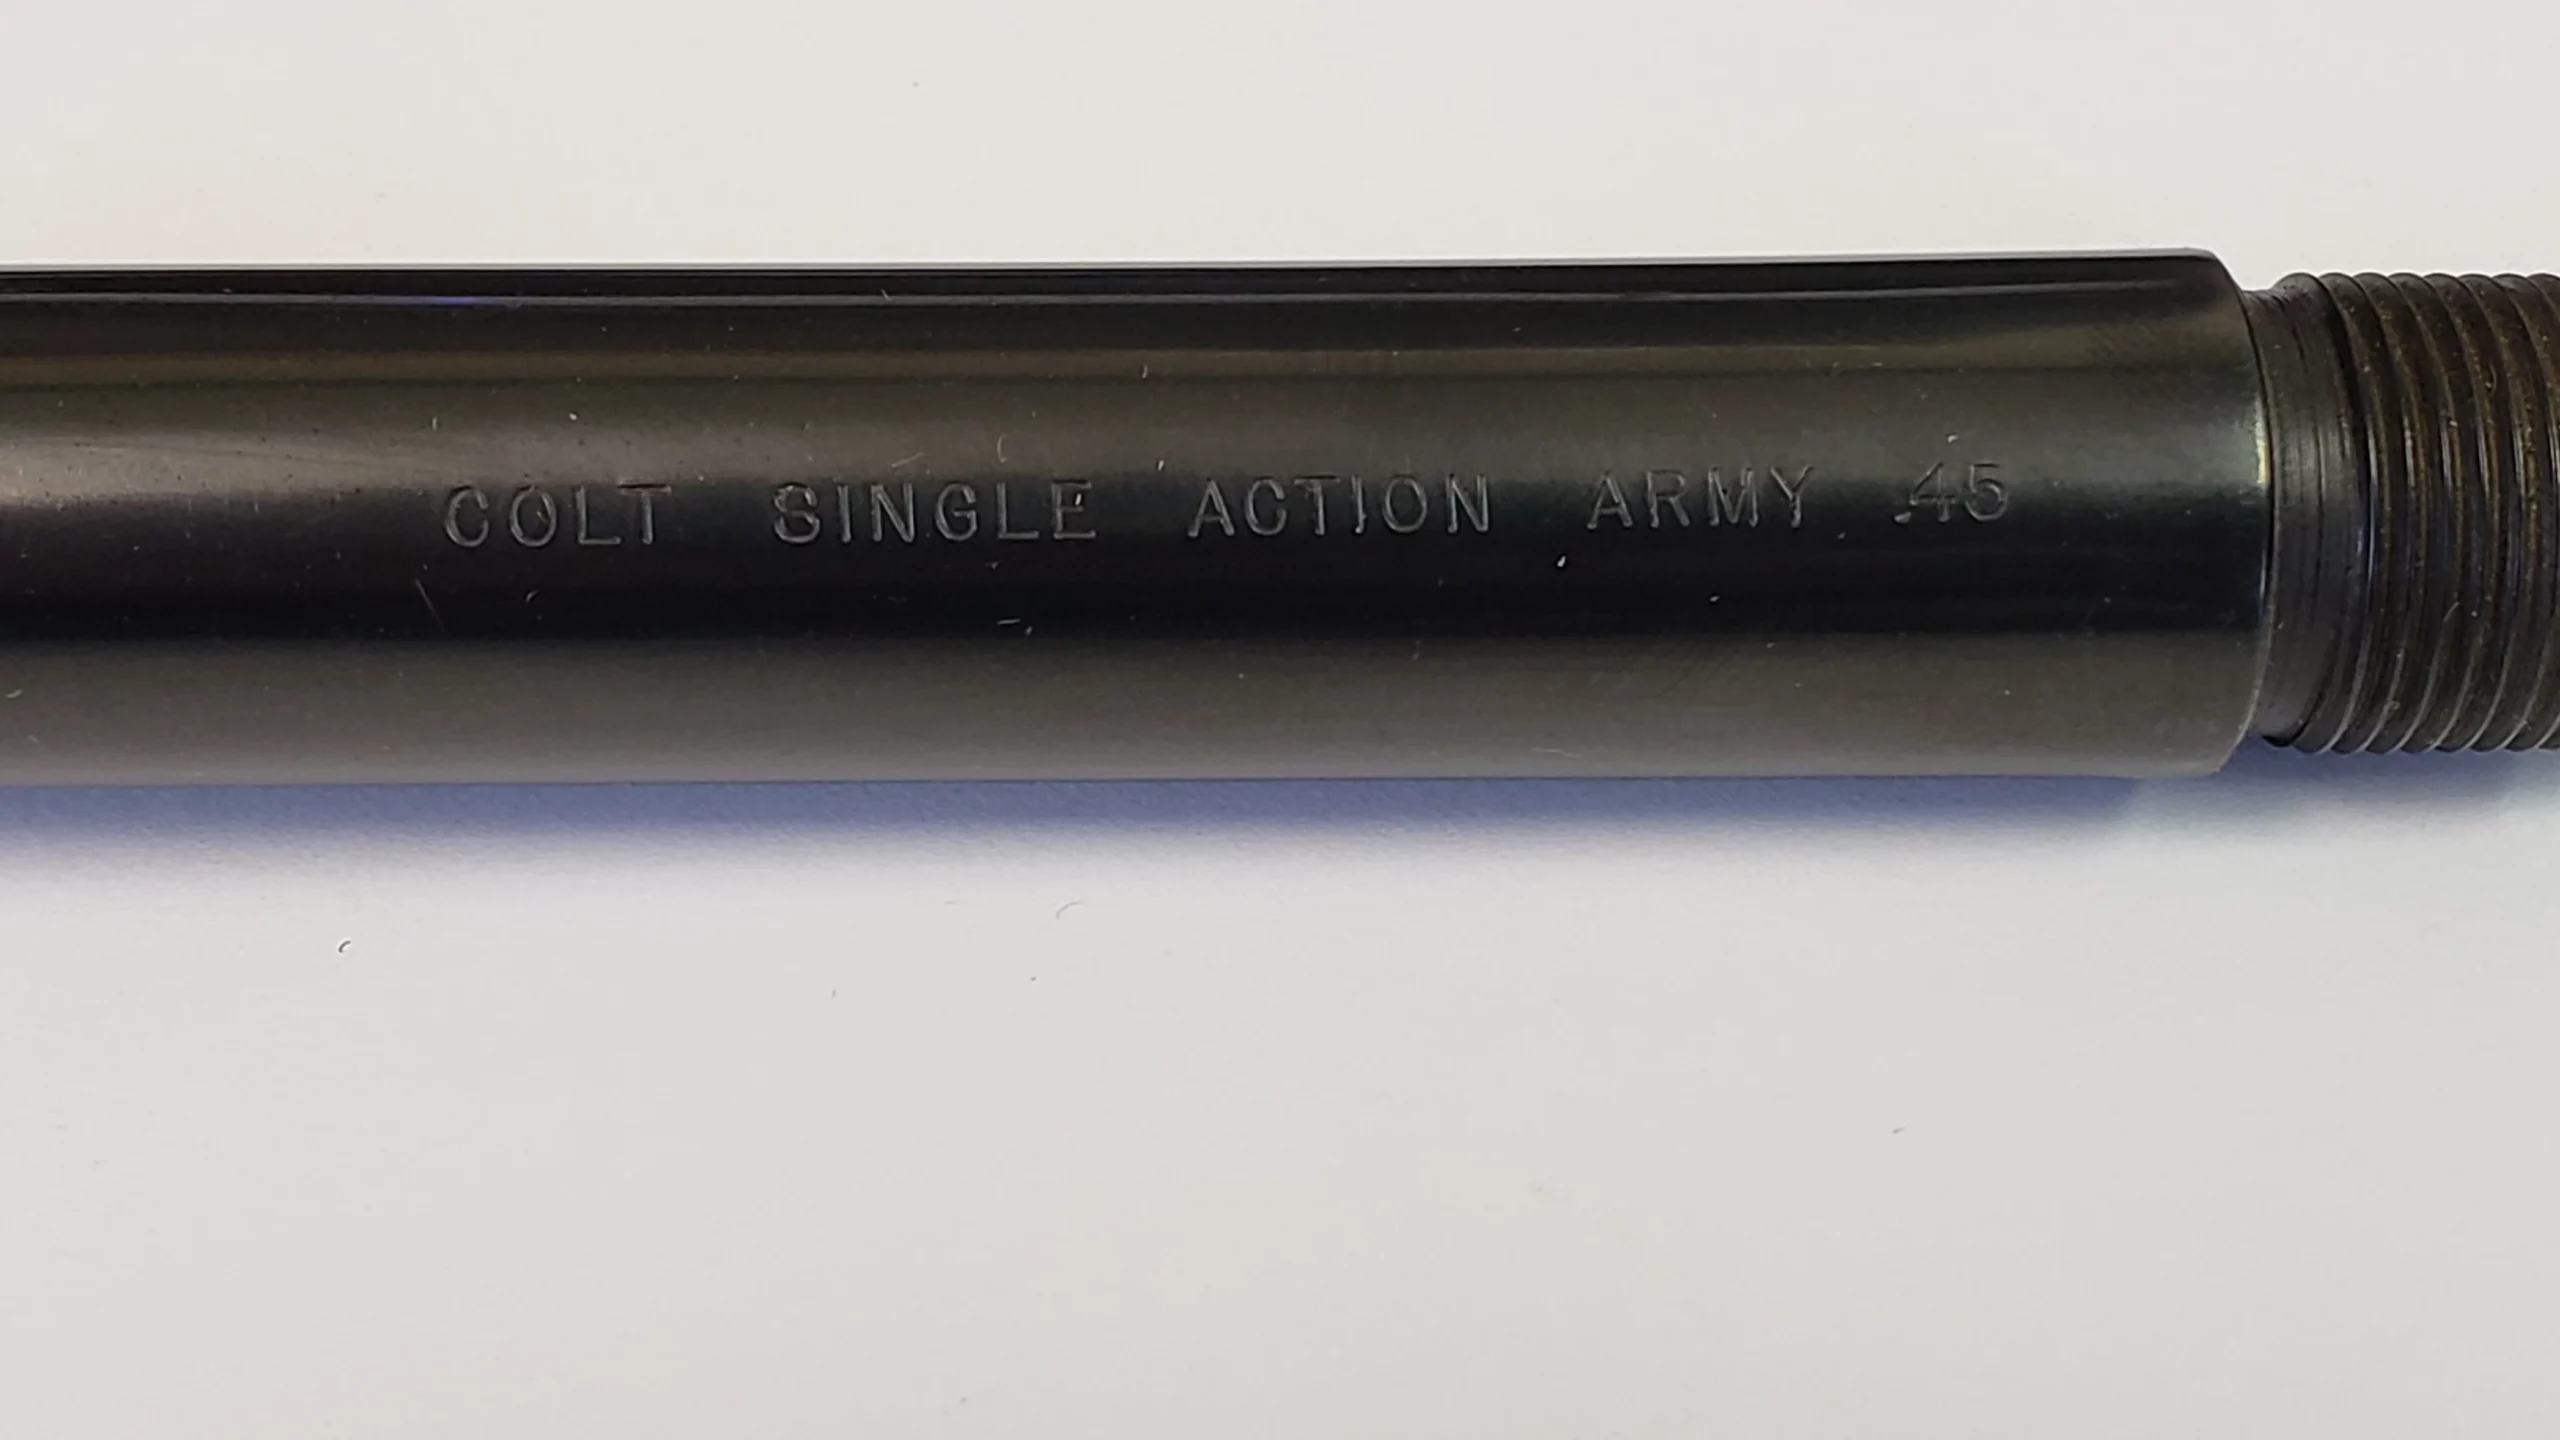 COLT SINGLE ACTION ARMY .45